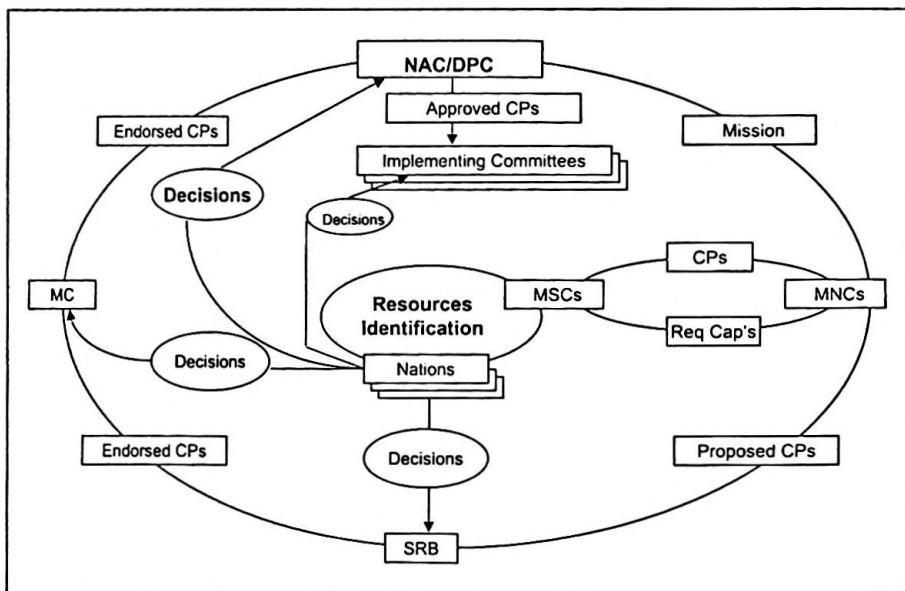 NAC/DPC
Approved CPs
Endorsed CPs
Mission
Implementing Committees
Decisions
Decisions
CPs
MC
Resources
Identification
MSCs
MNCs
Req Cap's
Decisions
Nations
Endorsed CPs
Decisions
Proposed CPs
SRB